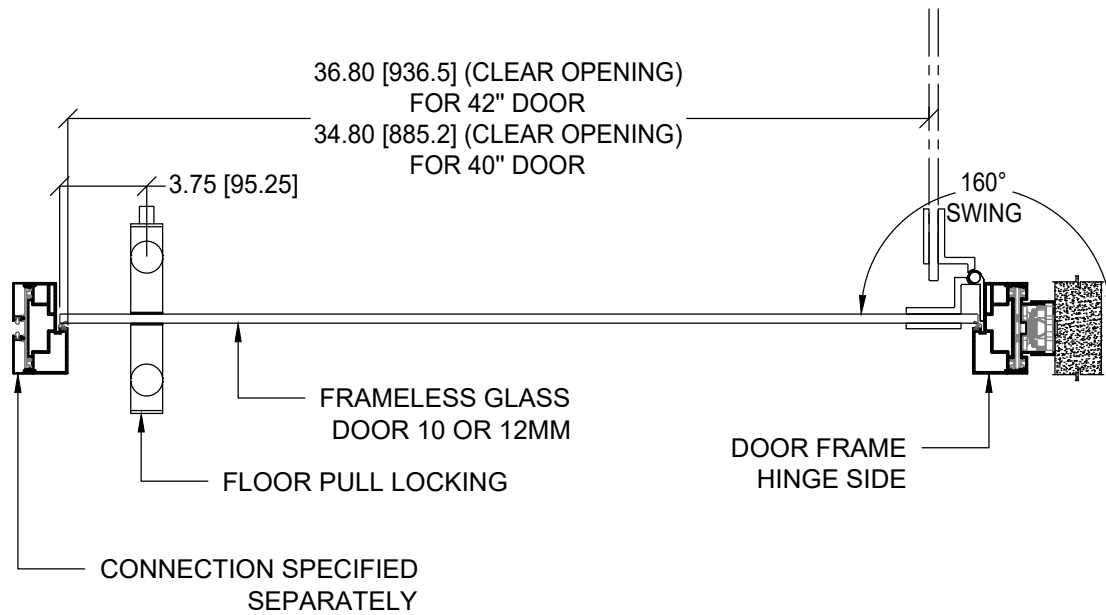 36.80 [936.5] (CLEAR OPENING)
FOR 42" DOOR
34.80 [885.2] (CLEAR OPENING)
FOR 40" DOOR
3.75 [95.25]
160°
SWING
FRAMELESS GLASS
DOOR 10 OR 12MM
DOOR FRAME
HINGE SIDE
FLOOR PULL LOCKING
CONNECTION SPECIFIED
SEPARATELY